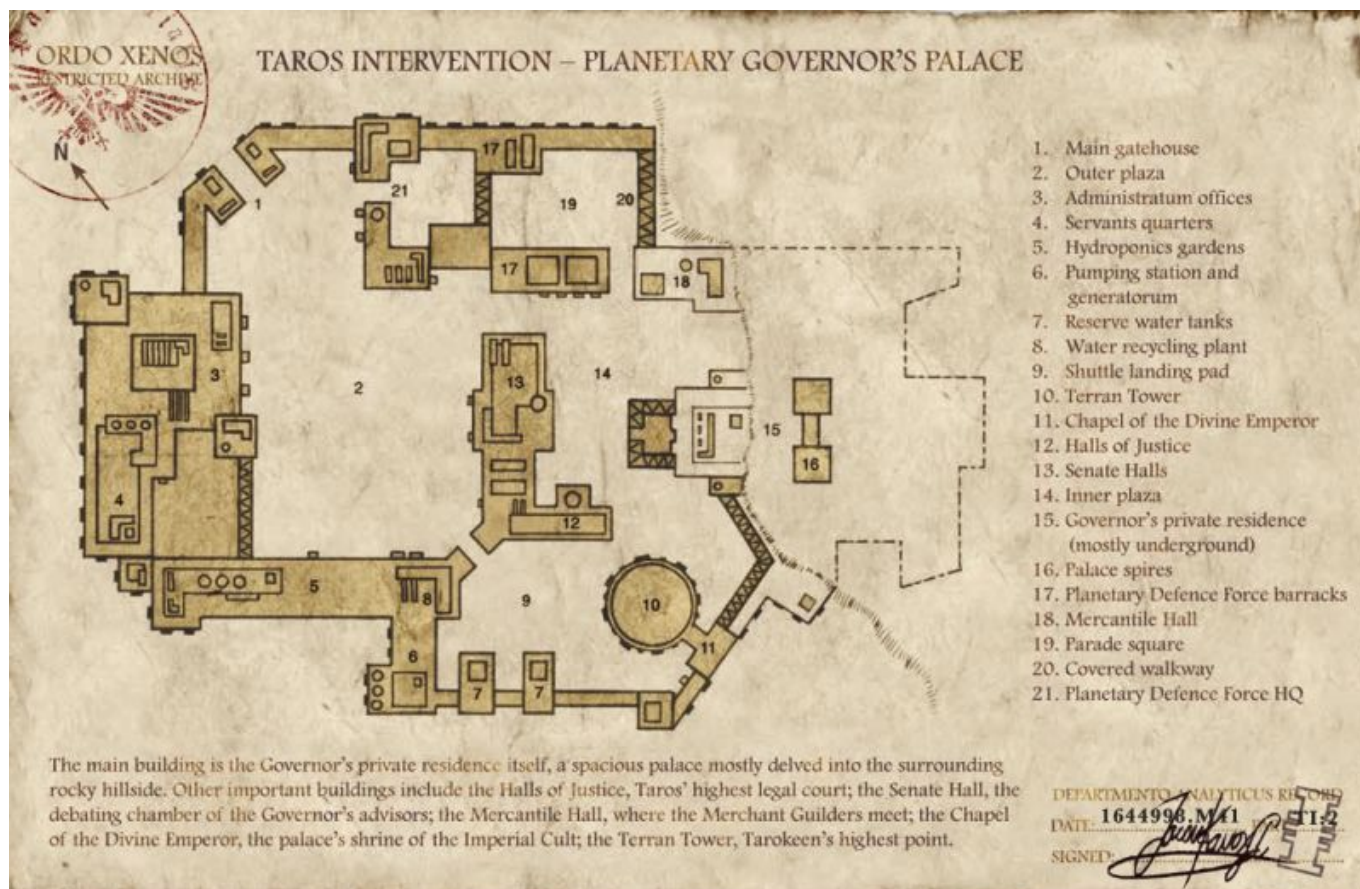 ORDO XENOS
RESTRICTED ARCHIVE
TAROS INTERVENTION – PLANETARY GOVERNOR'S PALACE
N
1
2
3
4
5
6
7
7
8
9
10
11
12
13
14
15
16
17
17
18
19
20
21
1. Main gatehouse
2. Outer plaza
3. Administratum offices
4. Servants quarters
5. Hydroponics gardens
6. Pumping station and
generatorum
7. Reserve water tanks
8. Water recycling plant
9. Shuttle landing pad
10. Terran Tower
11. Chapel of the Divine Emperor
12. Halls of Justice
13. Senate Halls
14. Inner plaza
15. Governor's private residence
(mostly underground)
16. Palace spires
17. Planetary Defence Force barracks
18. Mercantile Hall
19. Parade square
20. Covered walkway
21. Planetary Defence Force HQ
The main building is the Governor's private residence itself, a spacious palace mostly delved into the surrounding
rocky hillside. Other important buildings include the Halls of Justice, Taros' highest legal court; the Senate Hall, the
debating chamber of the Governor's advisors; the Mercantile Hall, where the Merchant Guilders meet; the Chapel
of the Divine Emperor, the palace's shrine of the Imperial Cult; the Terran Tower, Tarokeen's highest point.
DEPARTMENTO ANALYTICUS RECORD
DATE: 1644998.M41
SIGNED: